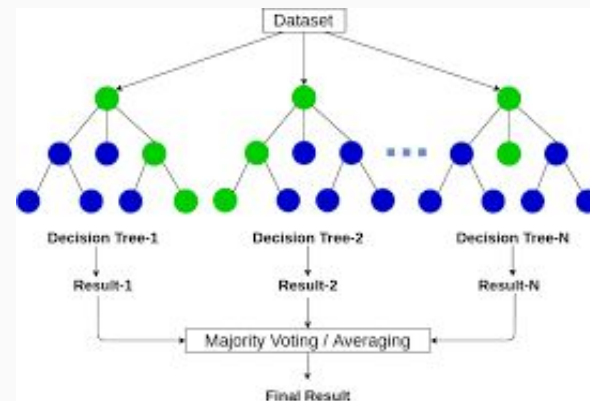 Dataset
Decision Tree-1 Decision Tree-2 Decision Tree-N
Result-1 Result-2 Result-N
Majority Voting / Averaging
Final Result